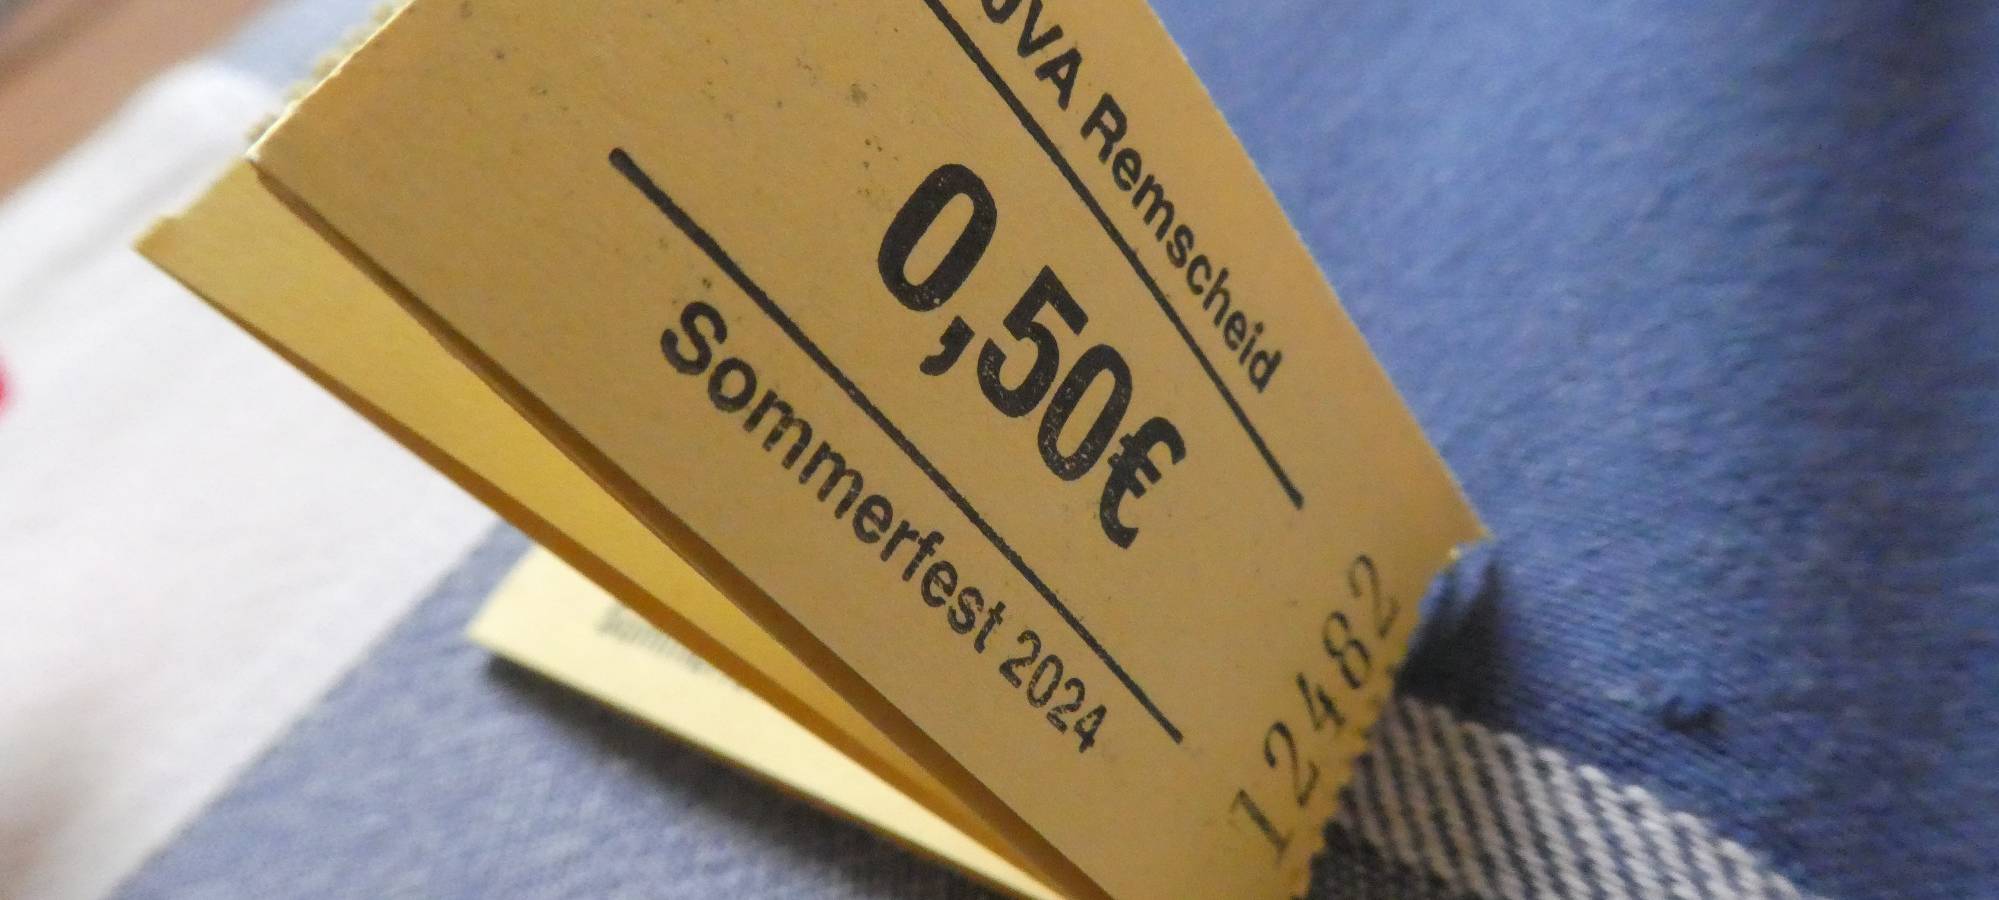 JVA Remscheid
0,50€
Sommerfest 2024
12482